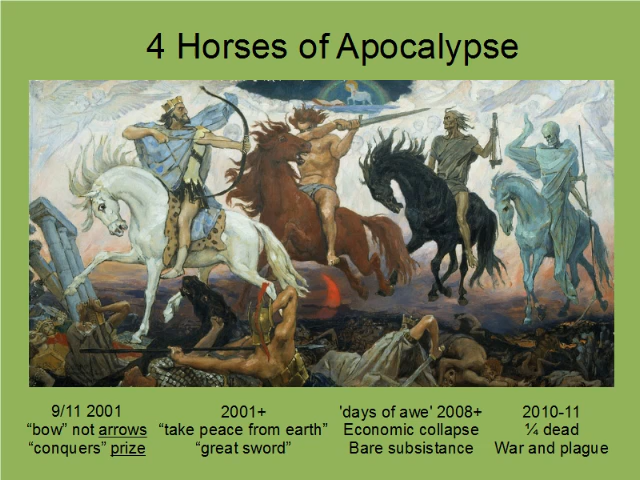 4 Horses of Apocalypse
9/11 2001
“bow” not arrows
“conquers” prize
2001+
“take peace from earth”
“great sword”
'days of awe' 2008+
Economic collapse
Bare subsistance
2010-11
¼ dead
War and plague